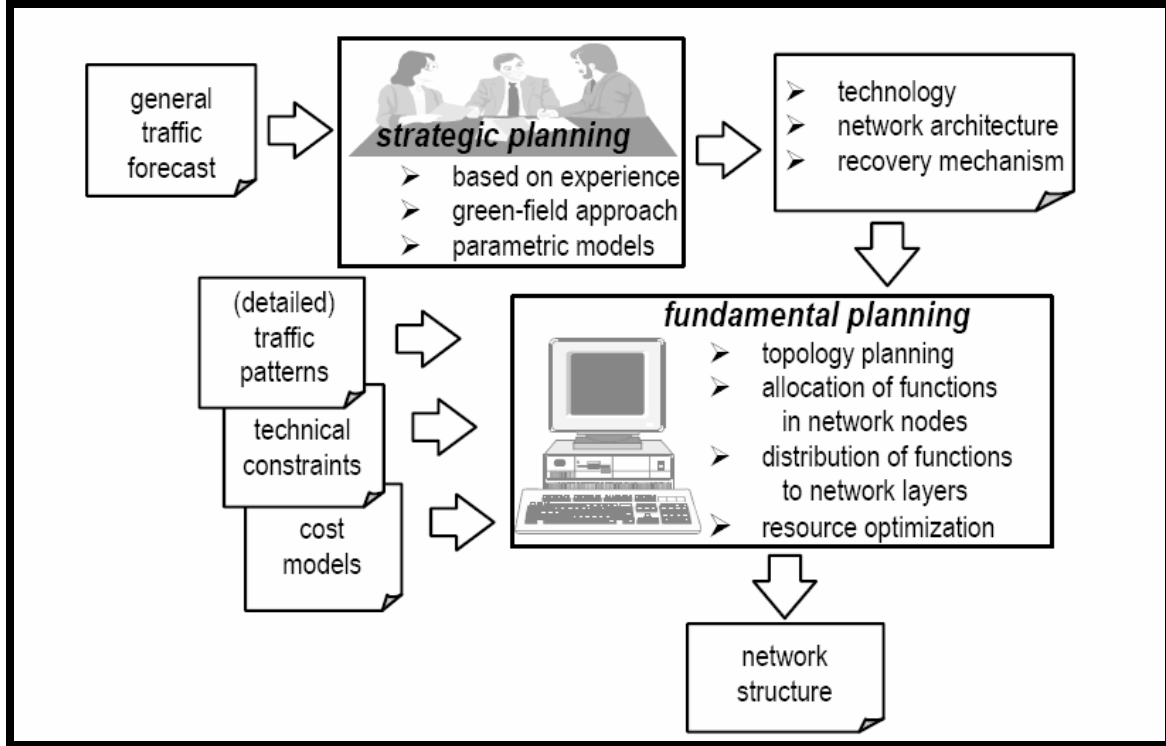 general
traffic
forecast
strategic planning
➢ based on experience
➢ green-field approach
➢ parametric models
➢ technology
➢ network architecture
➢ recovery mechanism
(detailed)
traffic
patterns
technical
constraints
cost
models
fundamental planning
➢ topology planning
➢ allocation of functions
in network nodes
➢ distribution of functions
to network layers
➢ resource optimization
network
structure